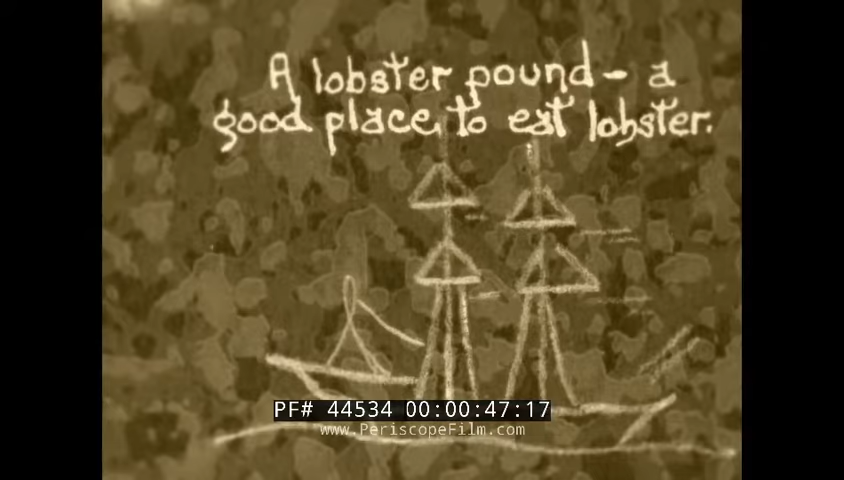 A lobster pound - a
good place to eat lobster.
PF# 44534 00:00:47:17
www.PeriscopeFilm.com